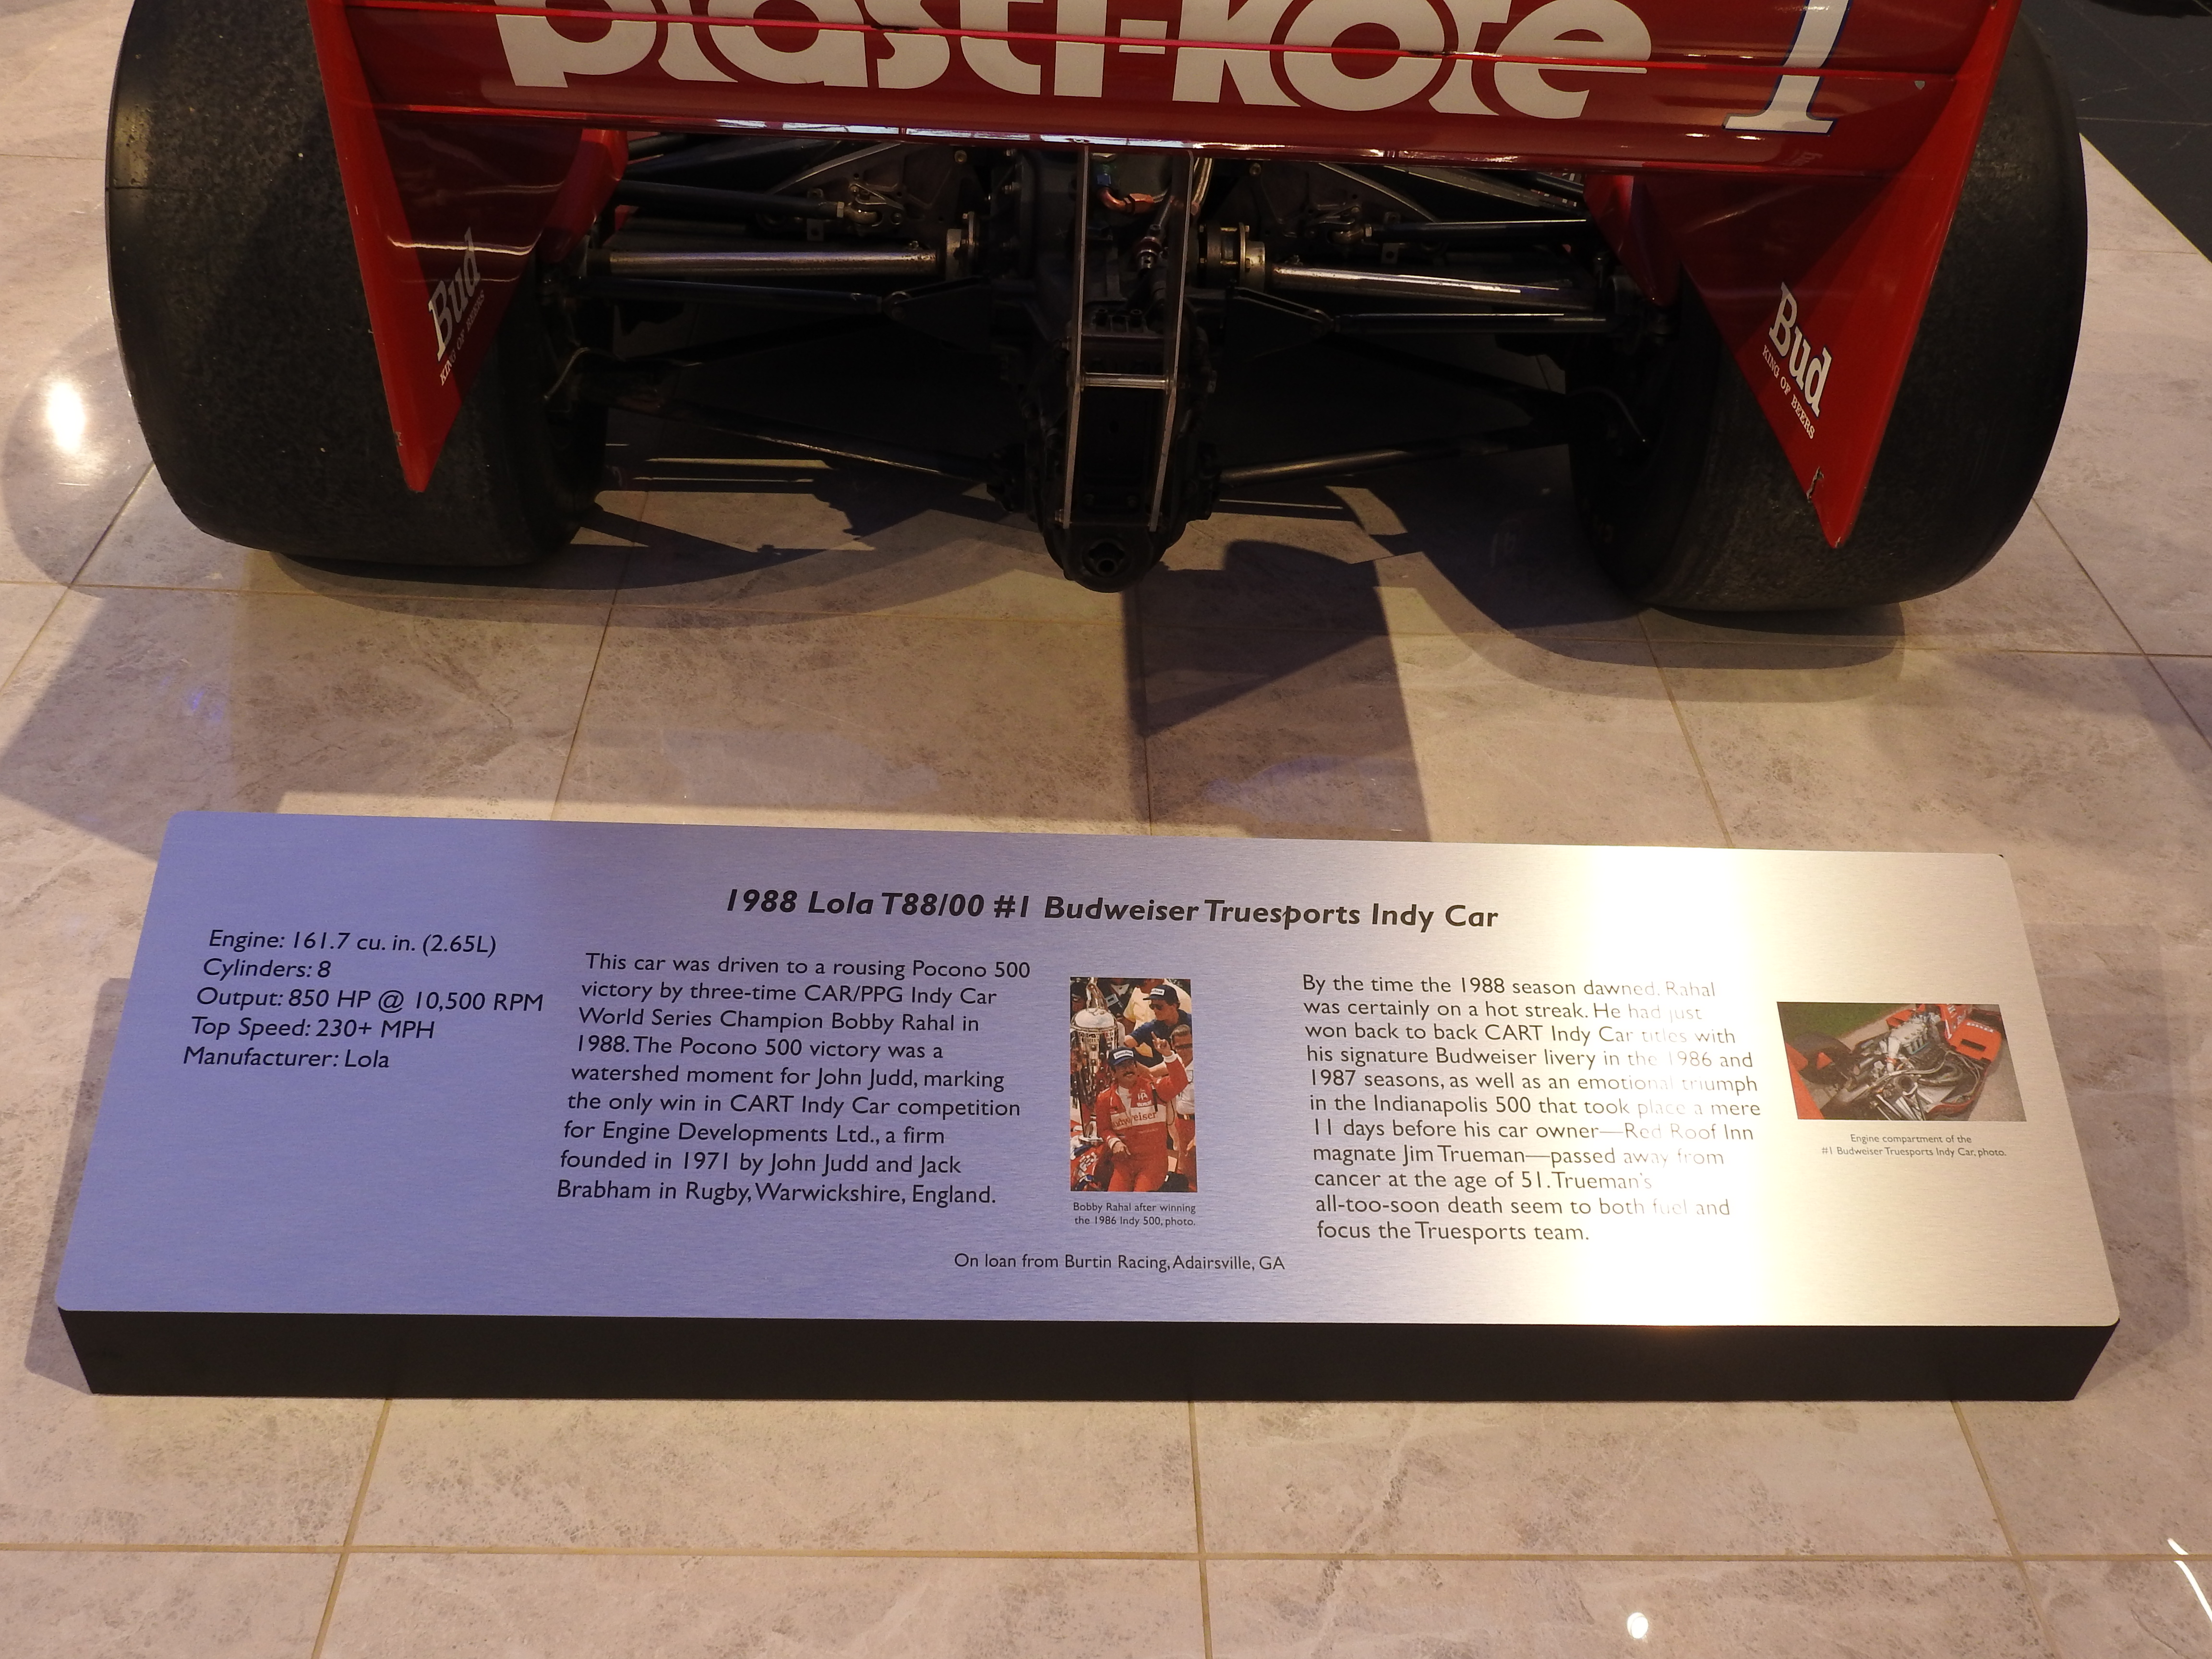 plasti-kote 1
Bud
KING OF BEERS
Bud
KING OF BEERS
1988 Lola T88/00 #1 Budweiser Truesports Indy Car
Engine: 161.7 cu. in. (2.65L)
Cylinders: 8
Output: 850 HP @ 10,500 RPM
Top Speed: 230+ MPH
Manufacturer: Lola
This car was driven to a rousing Pocono 500
victory by three-time CAR/PPG Indy Car
World Series Champion Bobby Rahal in
1988. The Pocono 500 victory was a
watershed moment for John Judd, marking
the only win in CART Indy Car competition
for Engine Developments Ltd., a firm
founded in 1971 by John Judd and Jack
Brabham in Rugby, Warwickshire, England.
Bobby Rahal after winning
the 1986 Indy 500, photo.
By the time the 1988 season dawned, Rahal
was certainly on a hot streak. He had just
won back to back CART Indy Car titles with
his signature Budweiser livery in the 1986 and
1987 seasons, as well as an emotional triumph
in the Indianapolis 500 that took place a mere
11 days before his car owner—Red Roof Inn
magnate Jim Trueman—passed away from
cancer at the age of 51. Trueman's
all-too-soon death seem to both fuel and
focus the Truesports team.
Engine compartment of the
#1 Budweiser Truesports Indy Car, photo.
On loan from Burtin Racing, Adairsville, GA